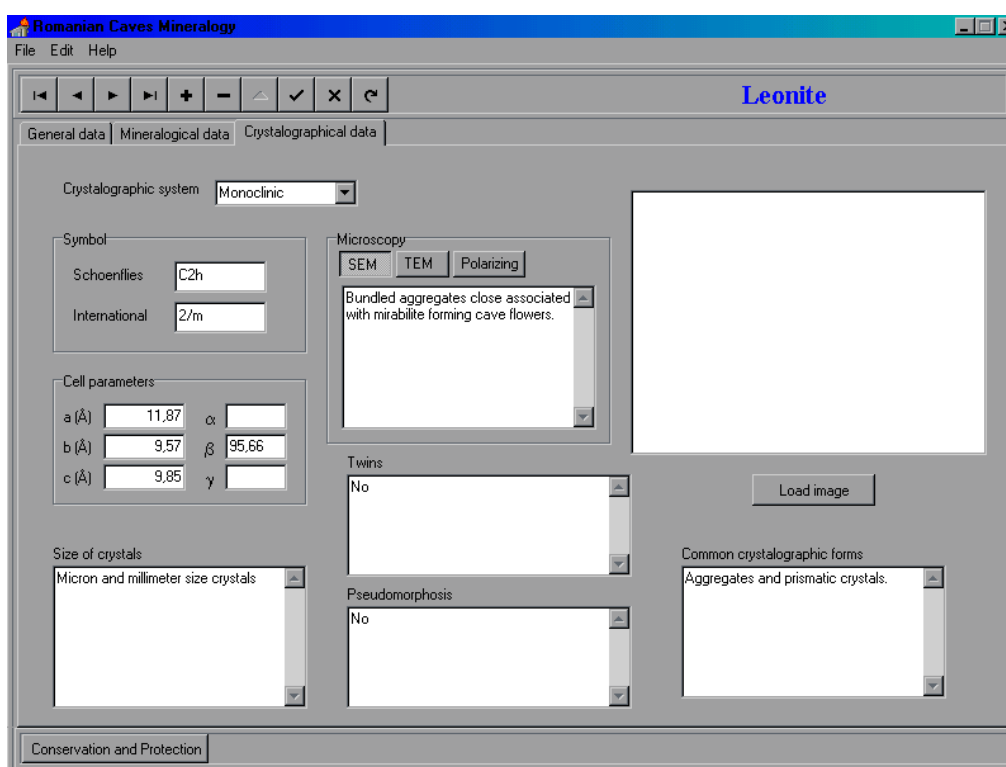 Romanian Caves Mineralogy
File Edit Help
Leonite
General data Mineralogical data Crystalographical data
Crystalographic system Monoclinic
Symbol
Schoenflies C2h
International 2/m
Microscopy
SEM TEM Polarizing
Bundled aggregates close associated
with mirabilite forming cave flowers.
Cell parameters
a (Å) 11,87 α
b (Å) 9,57 β 95,66
c (Å) 9,85 γ
Twins
No
Load image
Size of crystals
Micron and millimeter size crystals
Pseudomorphosis
No
Common crystalographic forms
Aggregates and prismatic crystals.
Conservation and Protection